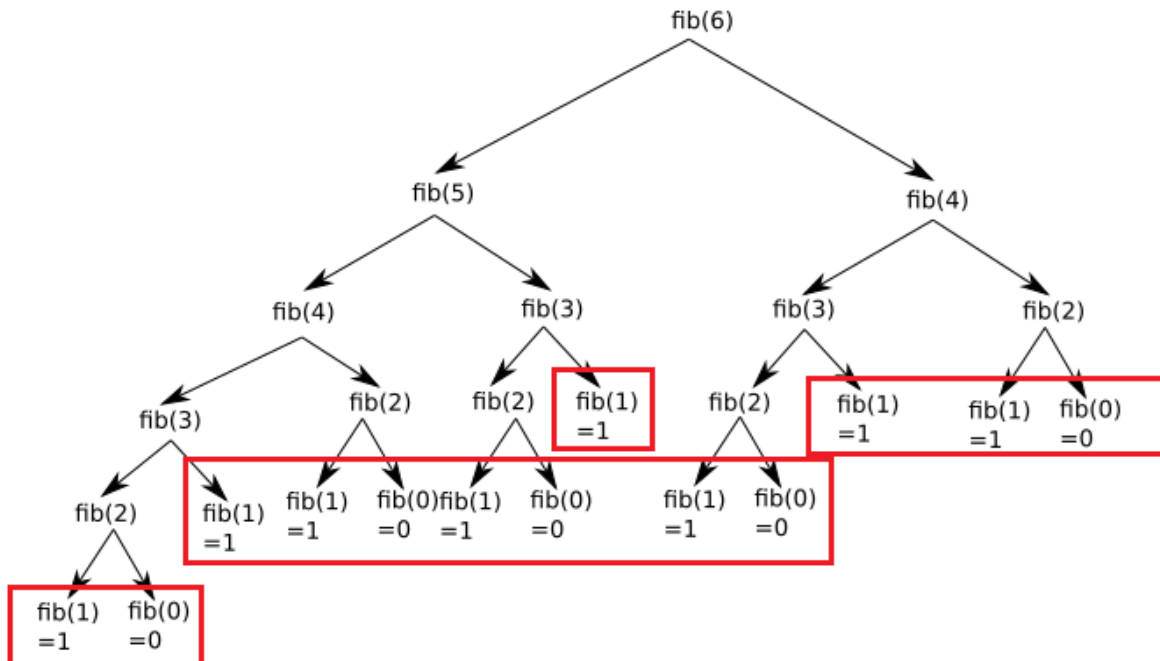 fib(6)
fib(5)
fib(4)
fib(4)
fib(3)
fib(3)
fib(2)
fib(3)
fib(2)
fib(2)
fib(1)
=1
fib(2)
fib(1)
=1
fib(1)
=1
fib(0)
=0
fib(2)
fib(1)
=1
fib(1)
=1
fib(0)
=0
fib(1)
=1
fib(0)
=0
fib(1)
=1
fib(0)
=0
fib(1)
=1
fib(0)
=0